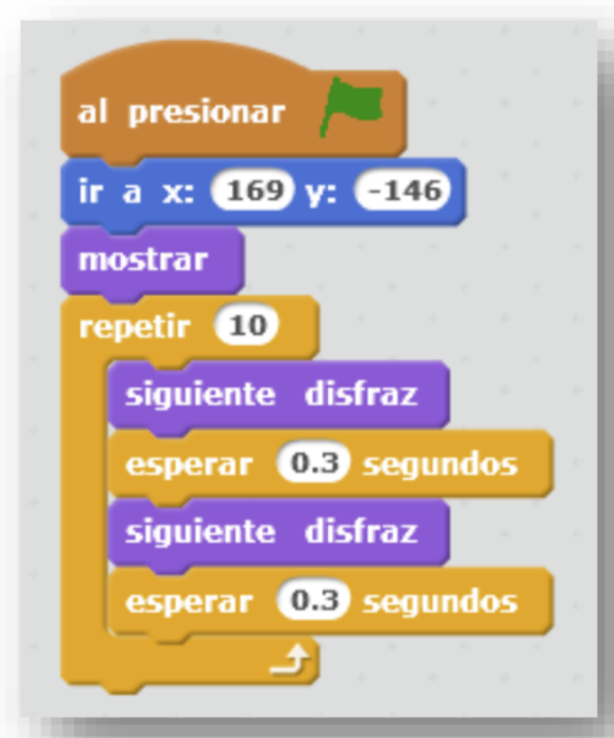 al presionar
ir a x: 169 y: -146
mostrar
repetir 10
siguiente disfraz
esperar 0.3 segundos
siguiente disfraz
esperar 0.3 segundos